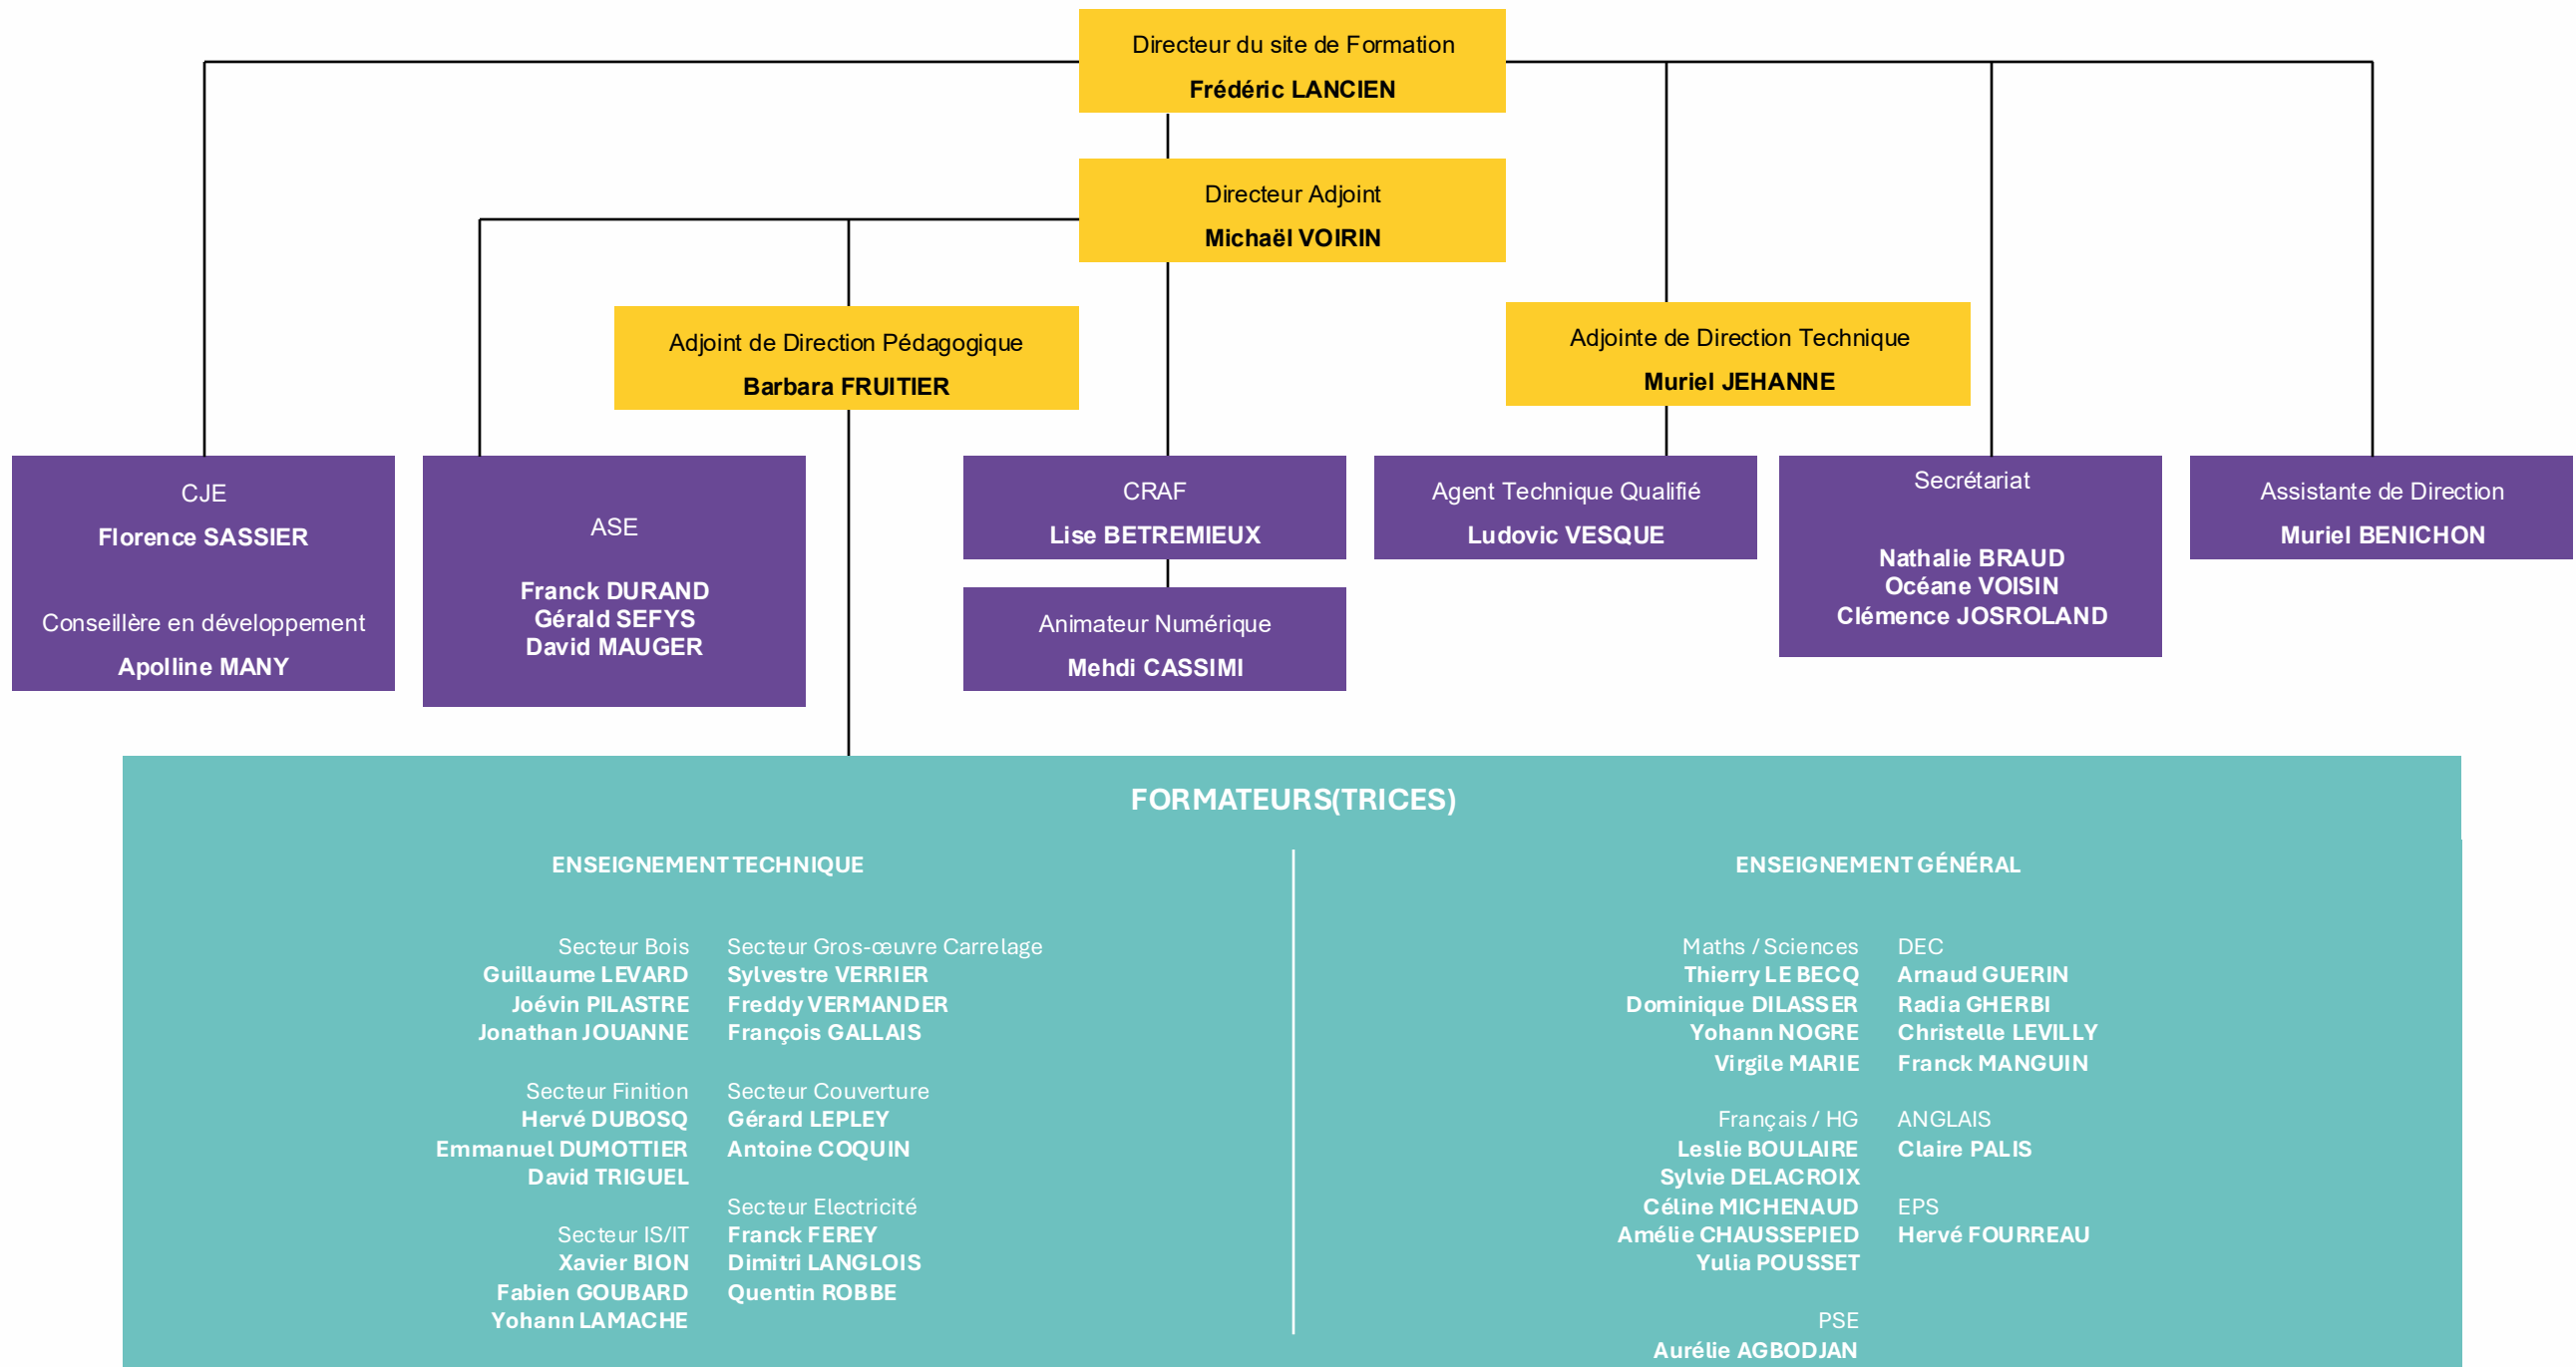 Directeur du site de Formation
Frédéric LANCIEN
Directeur Adjoint
Michaël VOIRIN
Adjoint de Direction Pédagogique
Barbara FRUITIER
Adjointe de Direction Technique
Muriel JEHANNE
CJE
Florence SASSIER
Conseillère en développement
Apolline MANY
ASE
Franck DURAND
Gérald SEFYS
David MAUGER
CRAF
Lise BETREMIEUX
Animateur Numérique
Mehdi CASSIMI
Agent Technique Qualifié
Ludovic VESQUE
Secrétariat
Nathalie BRAUD
Océane VOISIN
Clémence JOSROLAND
Assistante de Direction
Muriel BENICHON
FORMATEURS(TRICES)
ENSEIGNEMENT TECHNIQUE
Secteur Bois
Guillaume LEVARD
Joévin PILASTRE
Jonathan JOUANNE
Secteur Finition
Hervé DUBOSQ
Emmanuel DUMOTTIER
David TRIGUEL
Secteur IS/IT
Xavier BION
Fabien GOUBARD
Yohann LAMACHE
Secteur Gros-œuvre Carrelage
Sylvestre VERRIER
Freddy VERMANDER
François GALLAIS
Secteur Couverture
Gérard LEPLEY
Antoine COQUIN
Secteur Electricité
Franck FEREY
Dimitri LANGLOIS
Quentin ROBBE
ENSEIGNEMENT GÉNÉRAL
Maths / Sciences
Thierry LE BECQ
Dominique DILASSER
Yohann NOGRE
Virgile MARIE
Français / HG
Leslie BOULAIRE
Sylvie DELACROIX
Céline MICHENAUD
Amélie CHAUSSEPIED
Yulia POUSSET
PSE
Aurélie AGBODJAN
DEC
Arnaud GUERIN
Radia GHERBI
Christelle LEVILLY
Franck MANGUIN
ANGLAIS
Claire PALIS
EPS
Hervé FOURREAU